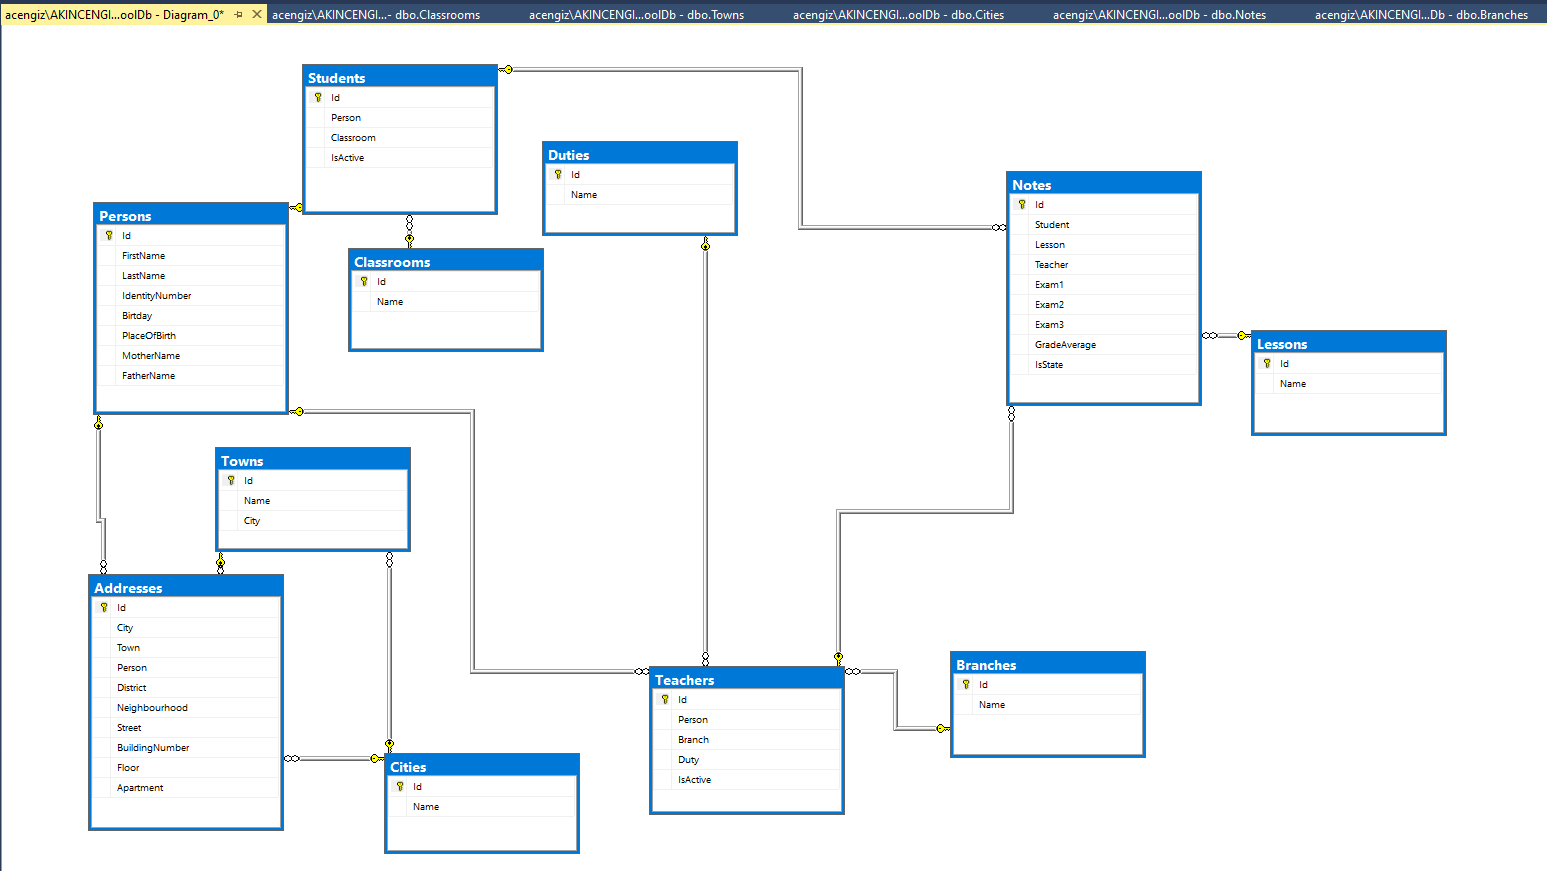 acengiz\AKINCENGI...oolDb - Diagram_0*
acengiz\AKINCENGI...- dbo.Classrooms
acengiz\AKINCENGI...oolDb - dbo.Towns
acengiz\AKINCENGI...oolDb - dbo.Cities
acengiz\AKINCENGI...oolDb - dbo.Notes
acengiz\AKINCENGI...Db - dbo.Branches
Students
Id
Person
Classroom
IsActive
Duties
Id
Name
Notes
Id
Student
Lesson
Teacher
Exam1
Exam2
Exam3
GradeAverage
IsState
Persons
Id
FirstName
LastName
IdentityNumber
Birtday
PlaceOfBirth
MotherName
FatherName
Classrooms
Id
Name
Lessons
Id
Name
Towns
Id
Name
City
Addresses
Id
City
Town
Person
District
Neighbourhood
Street
BuildingNumber
Floor
Apartment
Cities
Id
Name
Teachers
Id
Person
Branch
Duty
IsActive
Branches
Id
Name